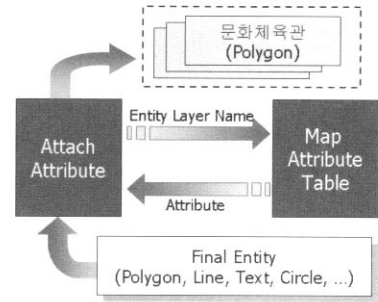 문화체육관
(Polygon)
Entity Layer Name
Attach
Attribute
Map
Attribute
Table
Attribute
Final Entity
(Polygon, Line, Text, Circle, ...)